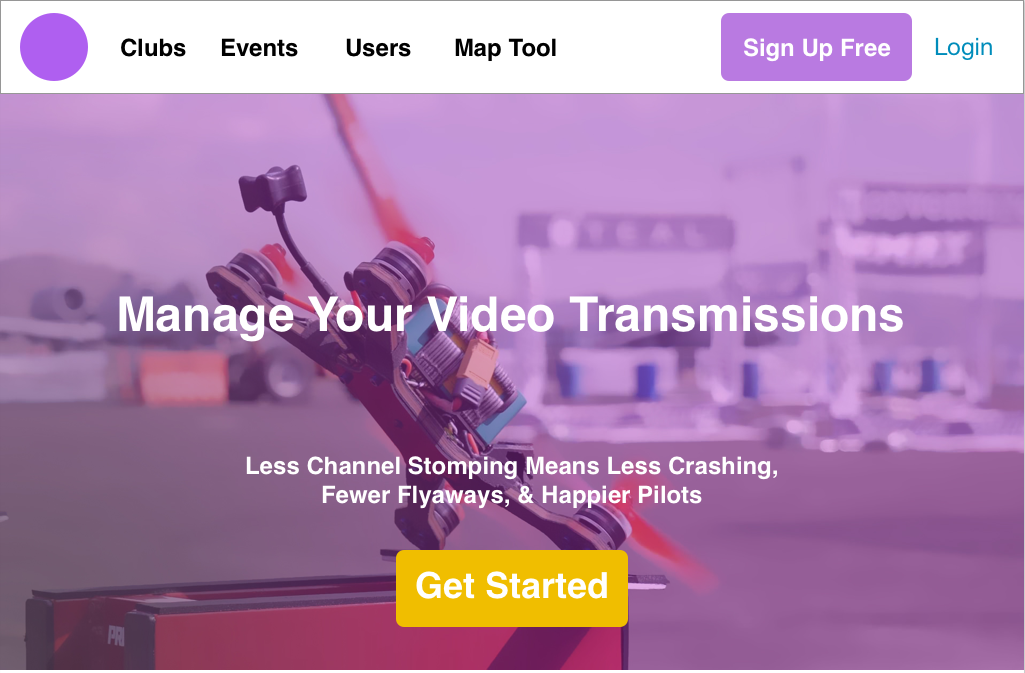 Clubs Events Users Map Tool Sign Up Free Login
TEAL
Manage Your Video Transmissions
Less Channel Stomping Means Less Crashing,
Fewer Flyaways, & Happier Pilots
Get Started